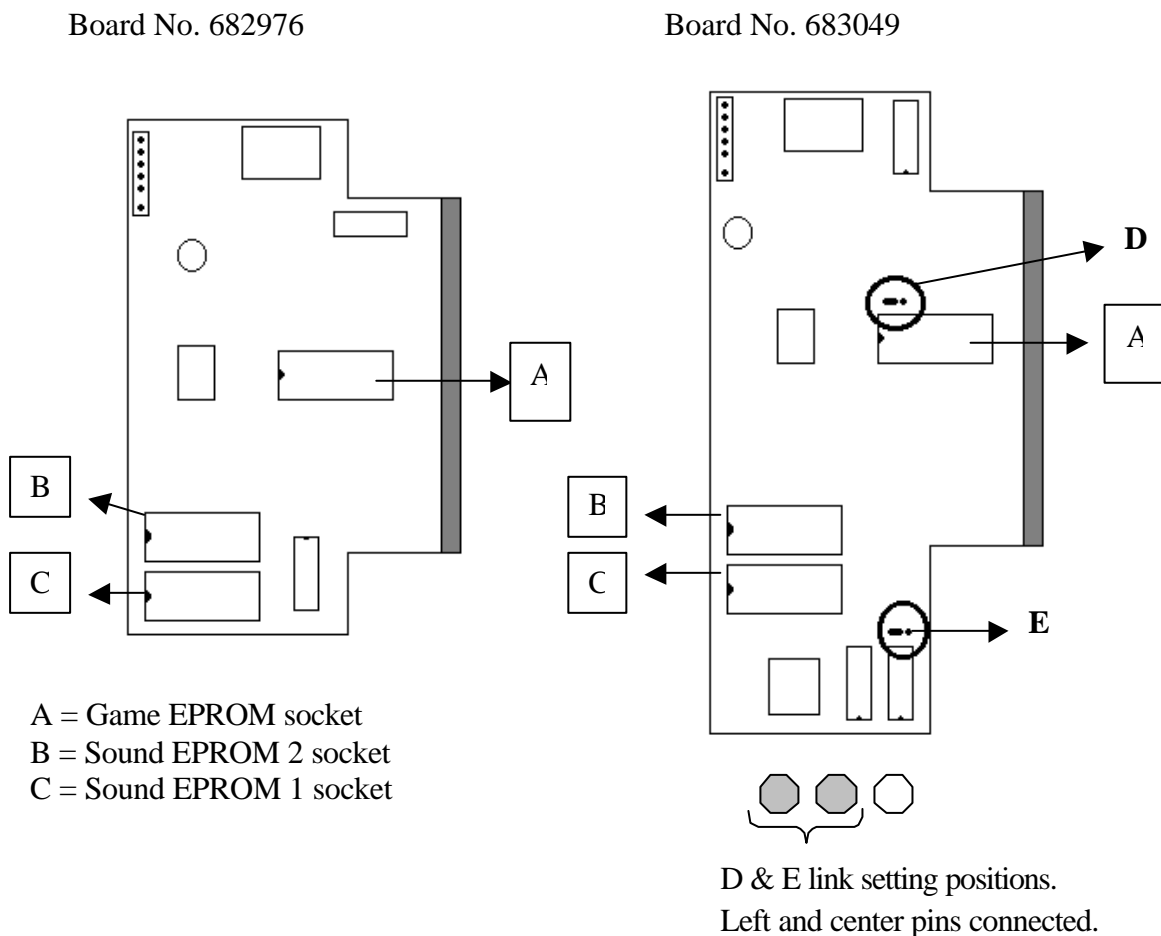 Board No. 682976
Board No. 683049
D
A
A
B
B
C
C
E
A = Game EPROM socket
B = Sound EPROM 2 socket
C = Sound EPROM 1 socket
D & E link setting positions.
Left and center pins connected.